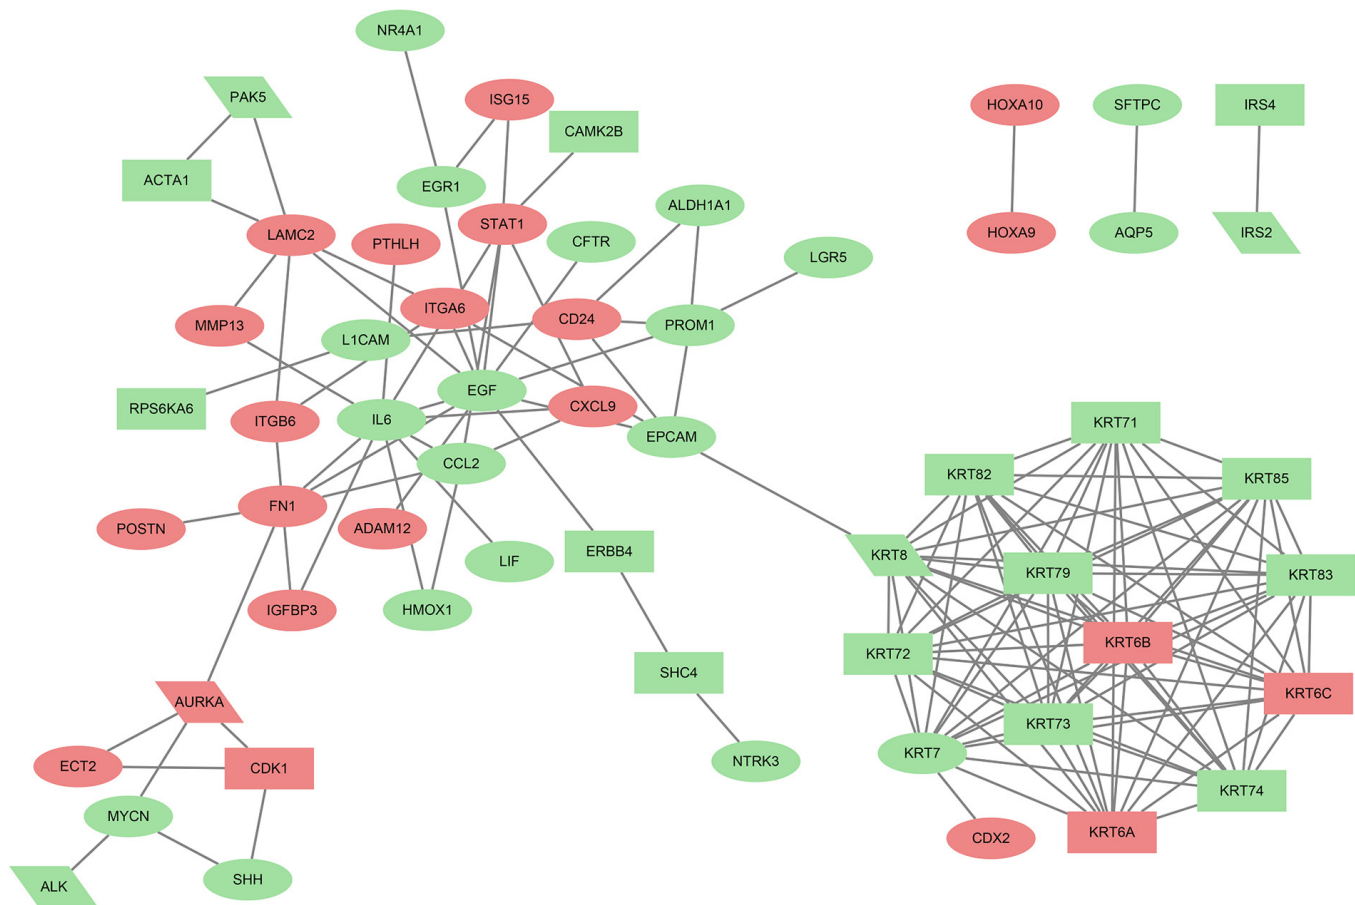 NR4A1
PAK5
ISG15
HOXA10
SFTPC
IRS4
CAMK2B
ACTA1
EGR1
ALDH1A1
STAT1
LAMC2
PTHLH
CFTR
HOXA9
AQP5
IRS2
LGR5
ITGA6
CD24
MMP13
PROM1
L1CAM
EGF
RPS6KA6
CXCL9
IL6
ITGB6
KRT71
EPCAM
CCL2
KRT82
KRT85
FN1
POSTN
ADAM12
ERBB4
KRT8
LIF
KRT79
KRT83
IGFBP3
HMOX1
KRT6B
KRT72
SHC4
KRT6C
AURKA
KRT73
KRT7
NTRK3
ECT2
CDK1
KRT74
MYCN
KRT6A
CDX2
SHH
ALK